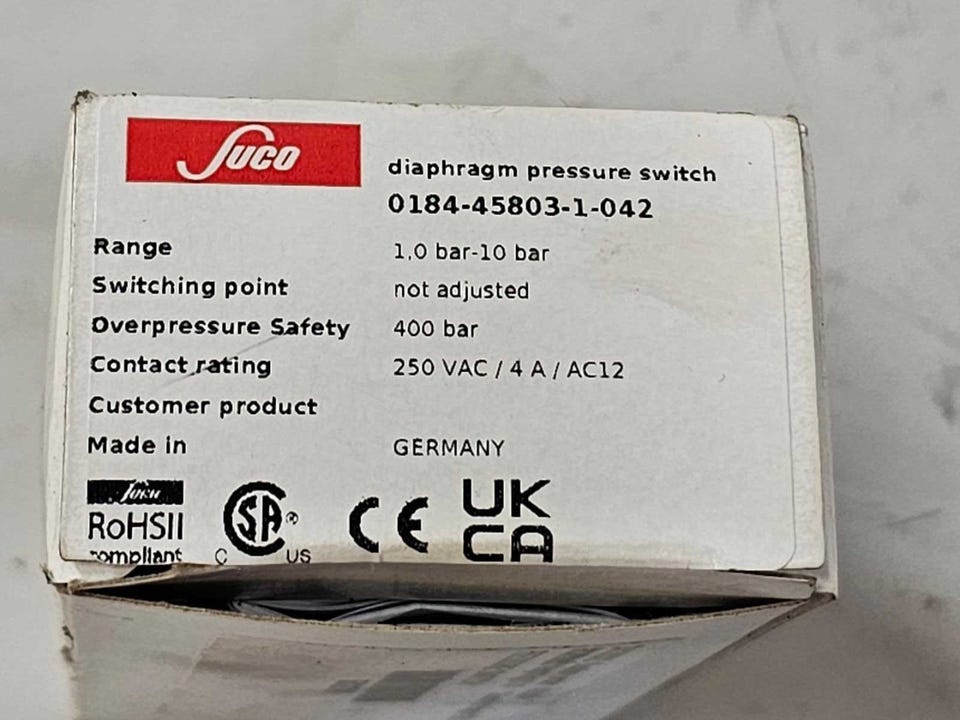 Suco
diaphragm pressure switch
0184-45803-1-042
Range 1,0 bar-10 bar
Switching point not adjusted
Overpressure Safety 400 bar
Contact rating 250 VAC / 4 A / AC12
Customer product
Made in GERMANY
Suco
RoHSII
compliant
SA ®
C US
CE
UK
CA